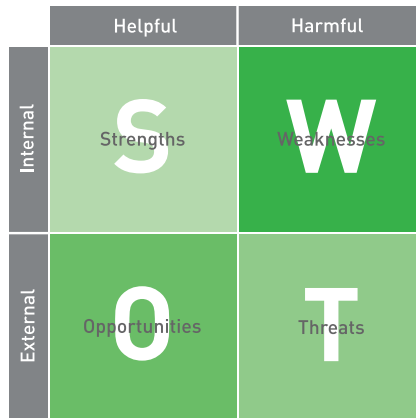 Helpful
Harmful
Internal
S
Strengths
W
Weaknesses
External
O
Opportunities
T
Threats